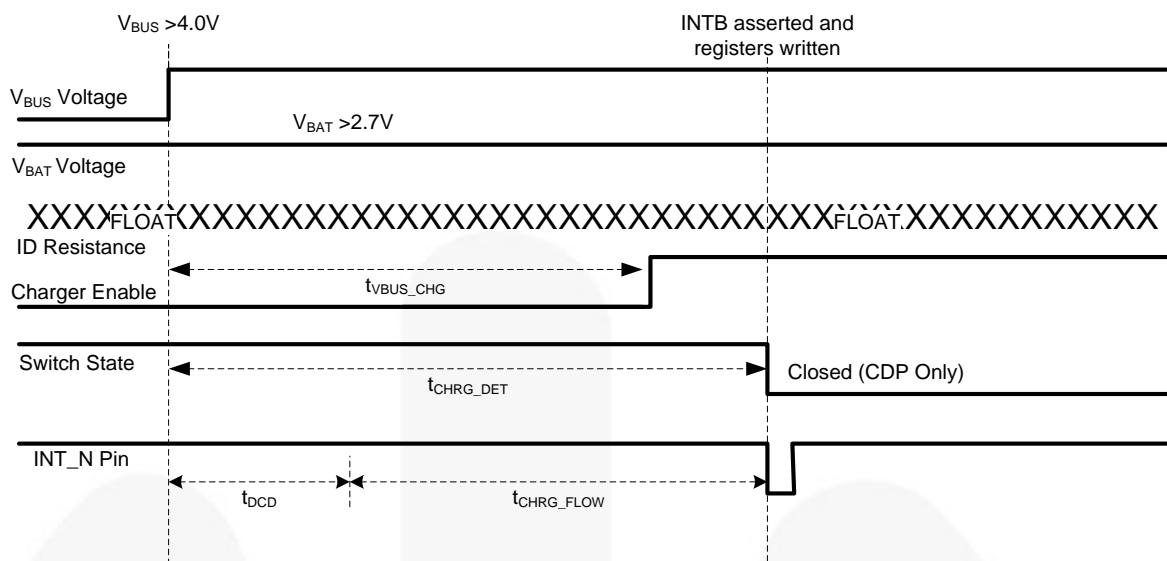 VBUS >4.0V
INTB asserted and
registers written
VBUS Voltage
VBAT >2.7V
VBAT Voltage
XXXXFLOATXXXXXXXXXXXXXXXXXXXXXXXXXXXXXXXXXXXXXXXFLOATXXXXXXXXXXXXXX
ID Resistance
tVBUS_CHG
Charger Enable
Switch State
tCHRG_DET
Closed (CDP Only)
INT_N Pin
tDCD
tCHRG_FLOW